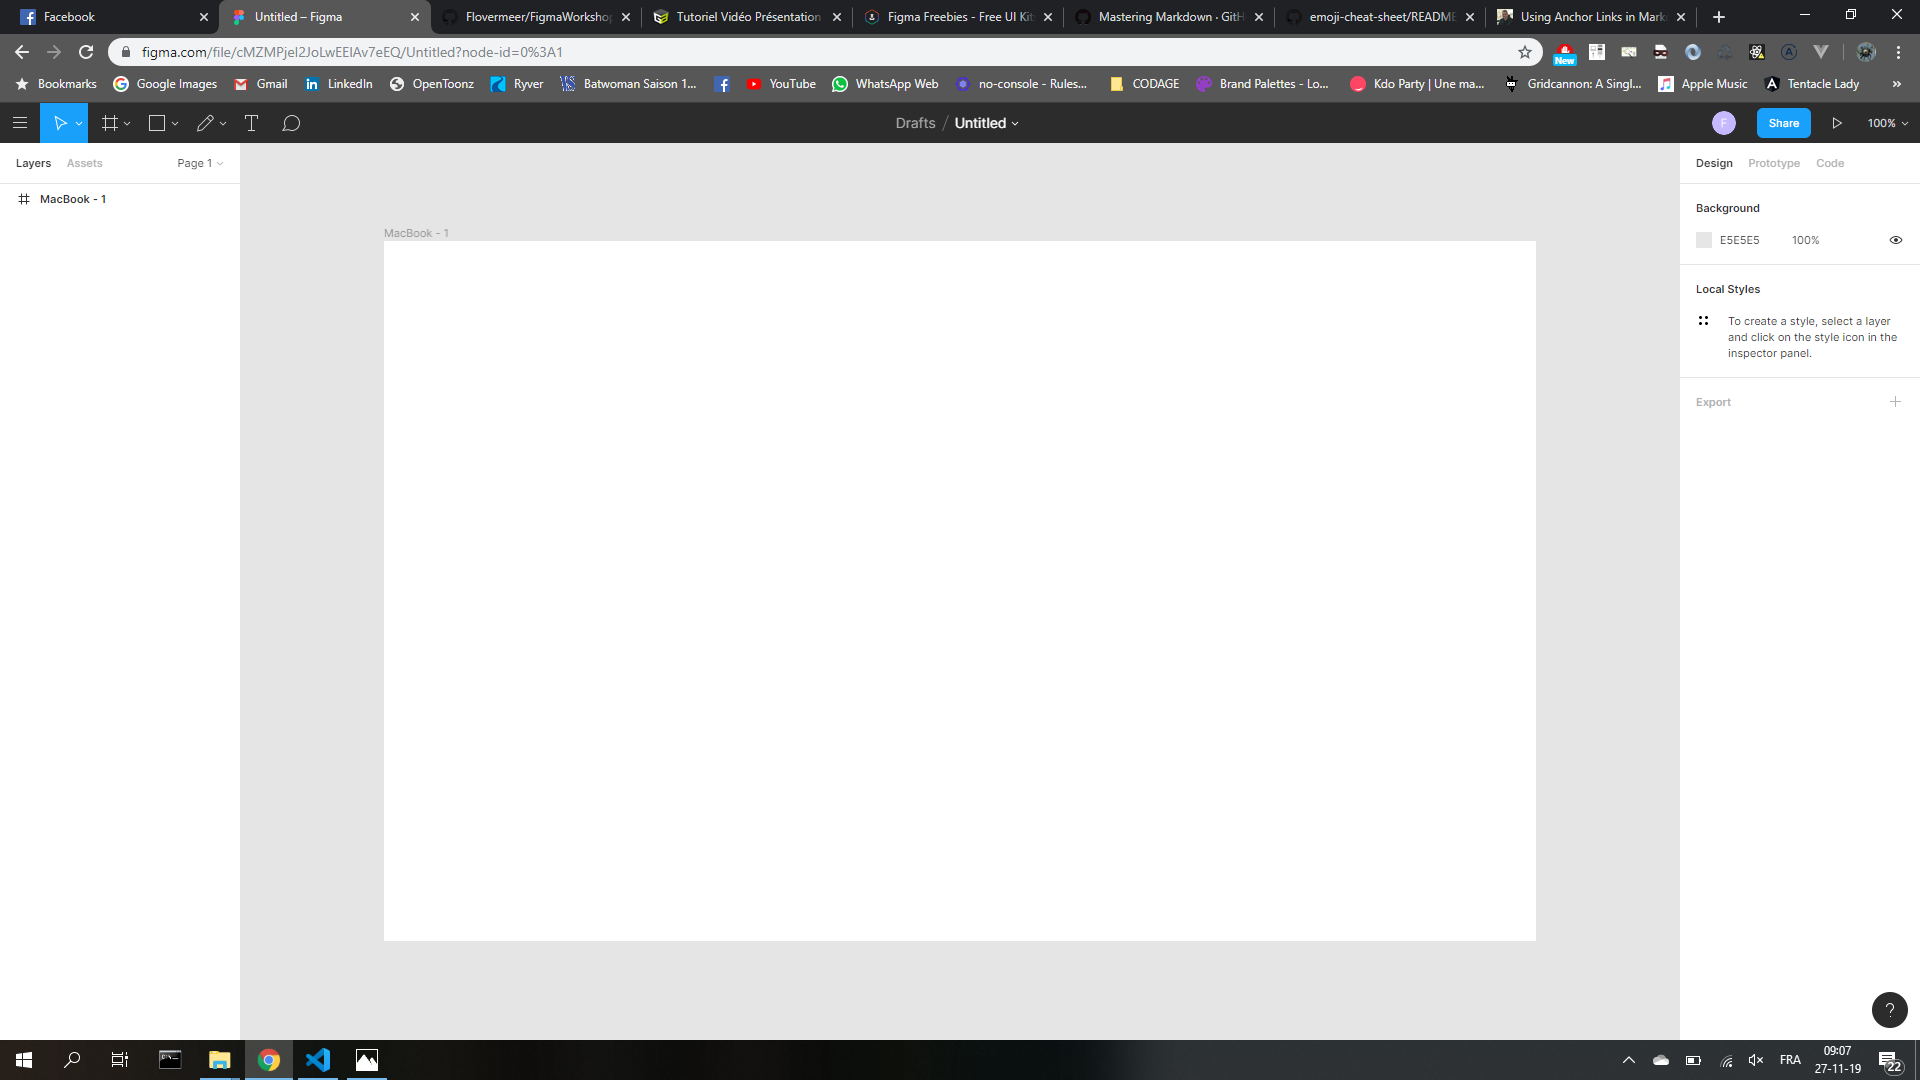 Facebook
Untitled – Figma
Flovermeer/FigmaWorkshop
Tutoriel Vidéo Présentation
Figma Freebies - Free UI Kit
Mastering Markdown · GitH
emoji-cheat-sheet/README
Using Anchor Links in Mark
figma.com/file/cMZMPjel2JoLwEElAv7eEQ/Untitled?node-id=0%3A1
New
Bookmarks
Google Images
Gmail
LinkedIn
OpenToonz
Ryver
Batwoman Saison 1...
YouTube
WhatsApp Web
no-console - Rules...
CODAGE
Brand Palettes - Lo...
Kdo Party | Une ma...
Gridcannon: A Singl...
Apple Music
Tentacle Lady
»
Drafts / Untitled
F
Share
100%
Layers
Assets
Page 1
Design
Prototype
Code
MacBook - 1
MacBook - 1
Background
E5E5E5
100%
Local Styles
To create a style, select a layer
and click on the style icon in the
inspector panel.
Export
?
FRA
09:07
27-11-19
22